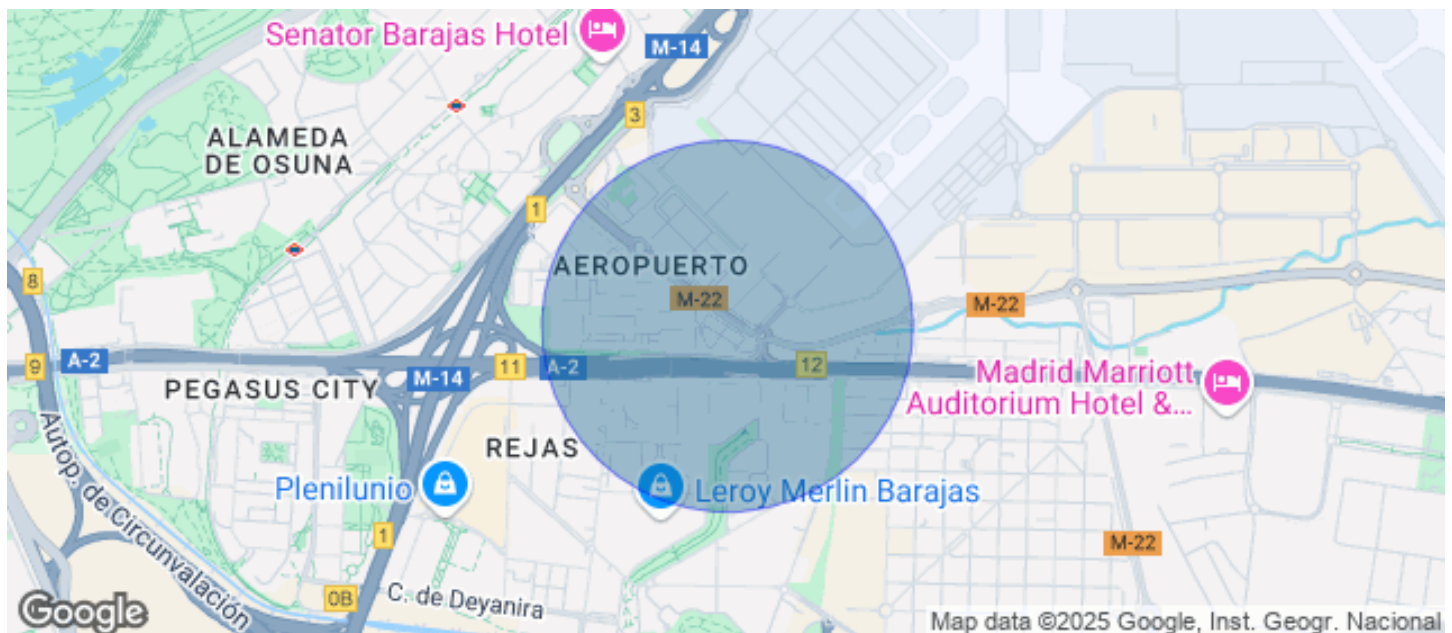 Senator Barajas Hotel
M-14
3
ALAMEDA
DE OSUNA
1
AEROPUERTO
8
M-22
M-22
9
A-2
11
A-2
12
M-14
PEGASUS CITY
Madrid Marriott
Auditorium Hotel &...
REJAS
Plenilunio
Leroy Merlin Barajas
Autop. de Circunvalación
1
M-22
0B
C. de Deyanira
Google
Map data ©2025 Google, Inst. Geogr. Nacional